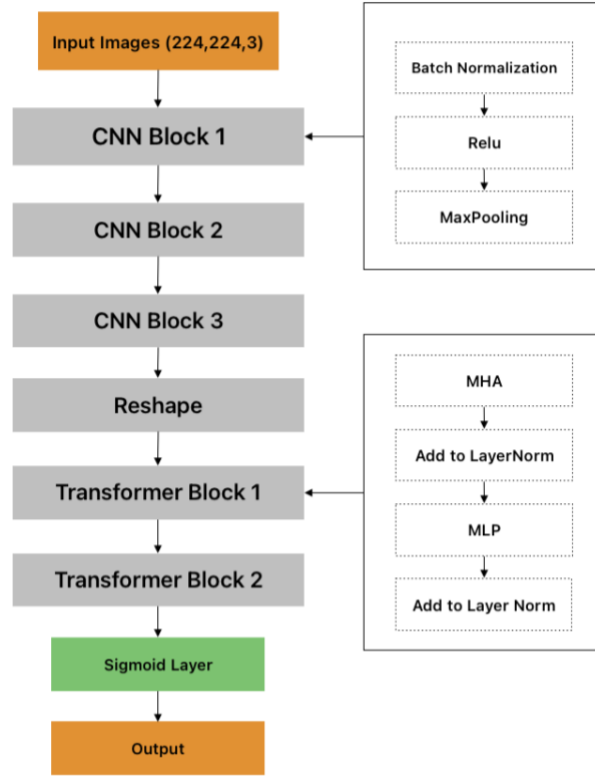 Input Images (224,224,3)
CNN Block 1
CNN Block 2
CNN Block 3
Reshape
Transformer Block 1
Transformer Block 2
Sigmoid Layer
Output
Batch Normalization
Relu
MaxPooling
MHA
Add to LayerNorm
MLP
Add to Layer Norm